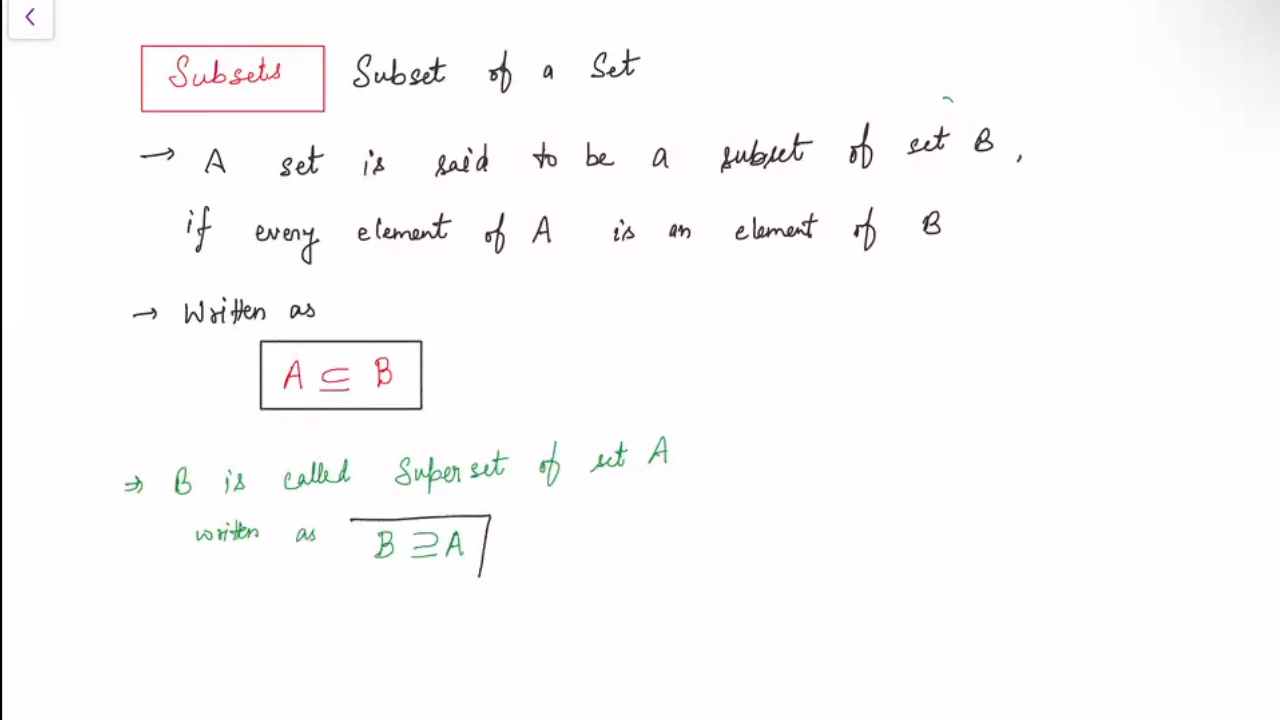 Subsets Subset of a Set
→ A set is said to be a subset of set B,
if every element of A is an element of B
→ Written as
A ⊆ B
⇒ B is called Superset of set A
written as B ⊇ A